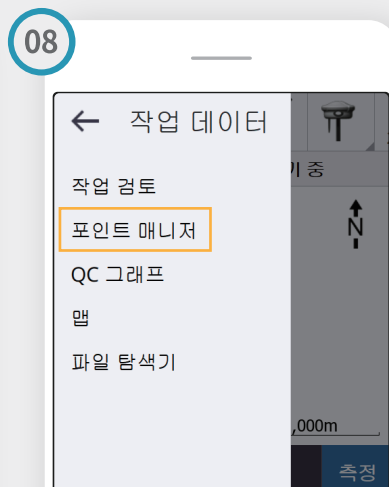 08
← 작업 데이터
작업 검토
포인트 매니저
QC 그래프
맵
파일 탐색기
기 중
N
,000m
측정